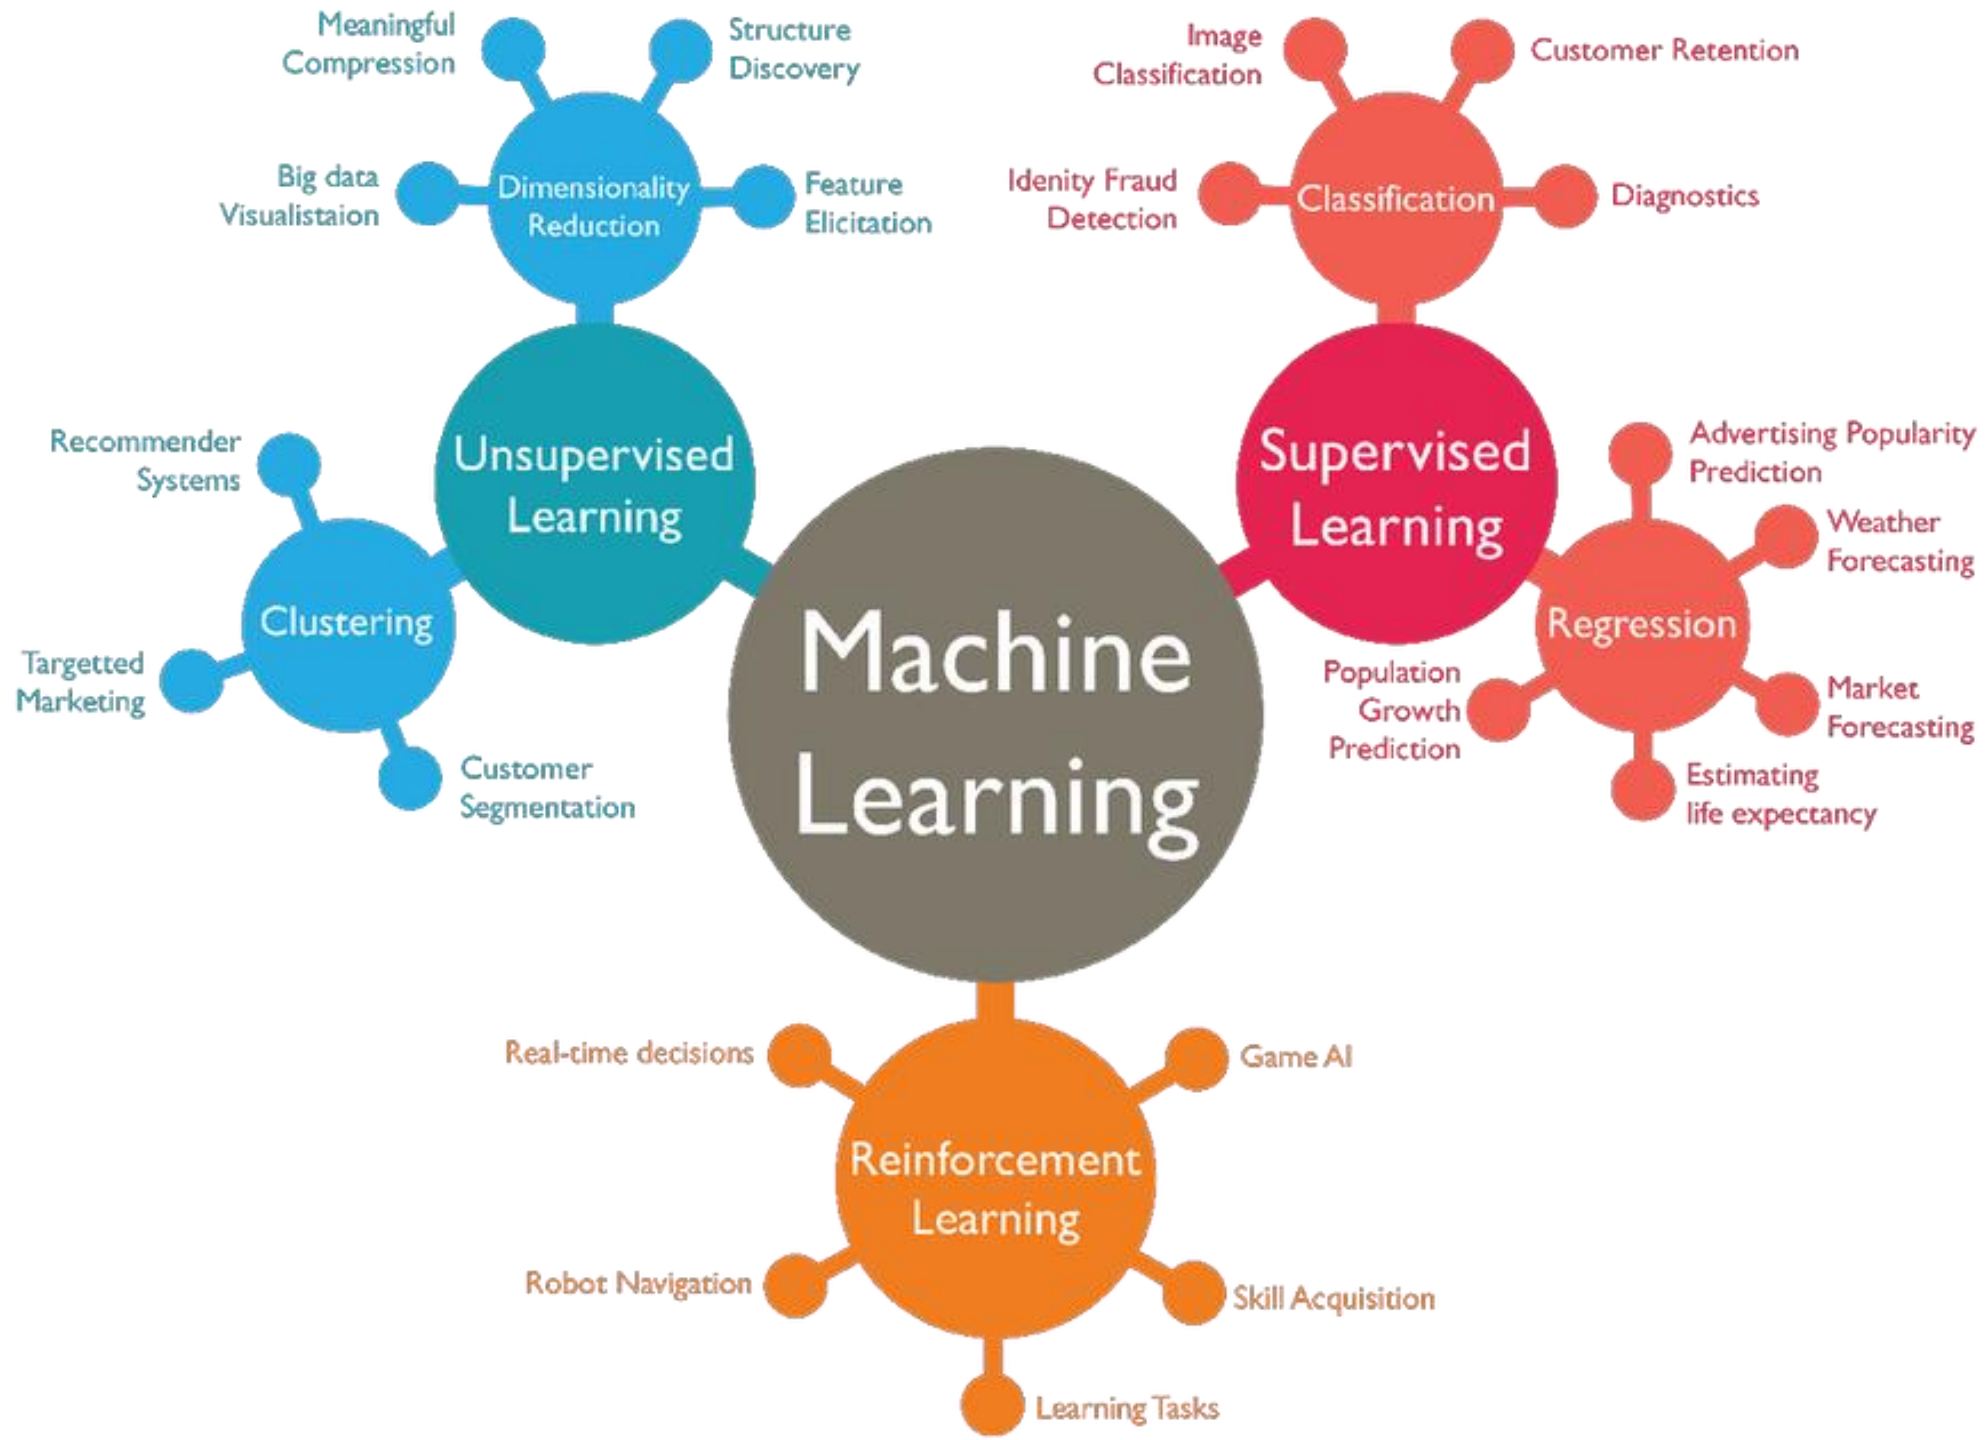 Meaningful
Compression
Structure
Discovery
Big data
Visualistaion
Dimensionality
Reduction
Feature
Elicitation
Image
Classification
Customer Retention
Idenity Fraud
Detection
Classification
Diagnostics
Unsupervised
Learning
Recommender
Systems
Clustering
Targetted
Marketing
Customer
Segmentation
Supervised
Learning
Advertising Popularity
Prediction
Weather
Forecasting
Regression
Population
Growth
Prediction
Market
Forecasting
Estimating
life expectancy
Machine
Learning
Real-time decisions
Game AI
Reinforcement
Learning
Robot Navigation
Skill Acquisition
Learning Tasks